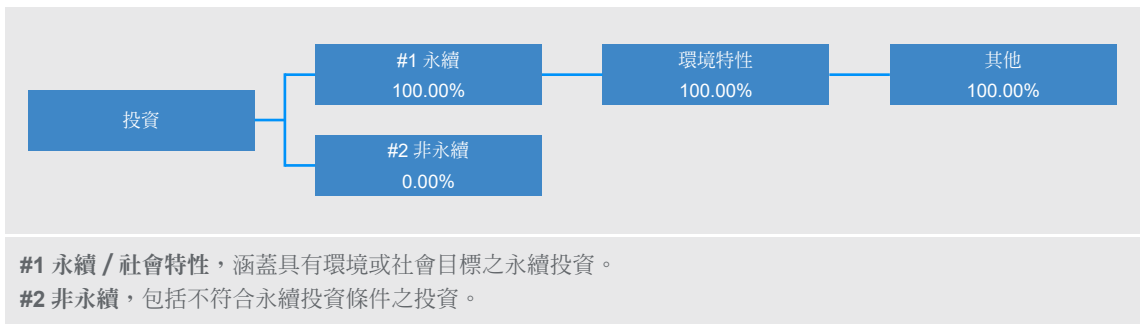 投資
#1 永續
100.00%
環境特性
100.00%
其他
100.00%
#2 非永續
0.00%
#1 永續 / 社會特性，涵蓋具有環境或社會目標之永續投資。
#2 非永續，包括不符合永續投資條件之投資。